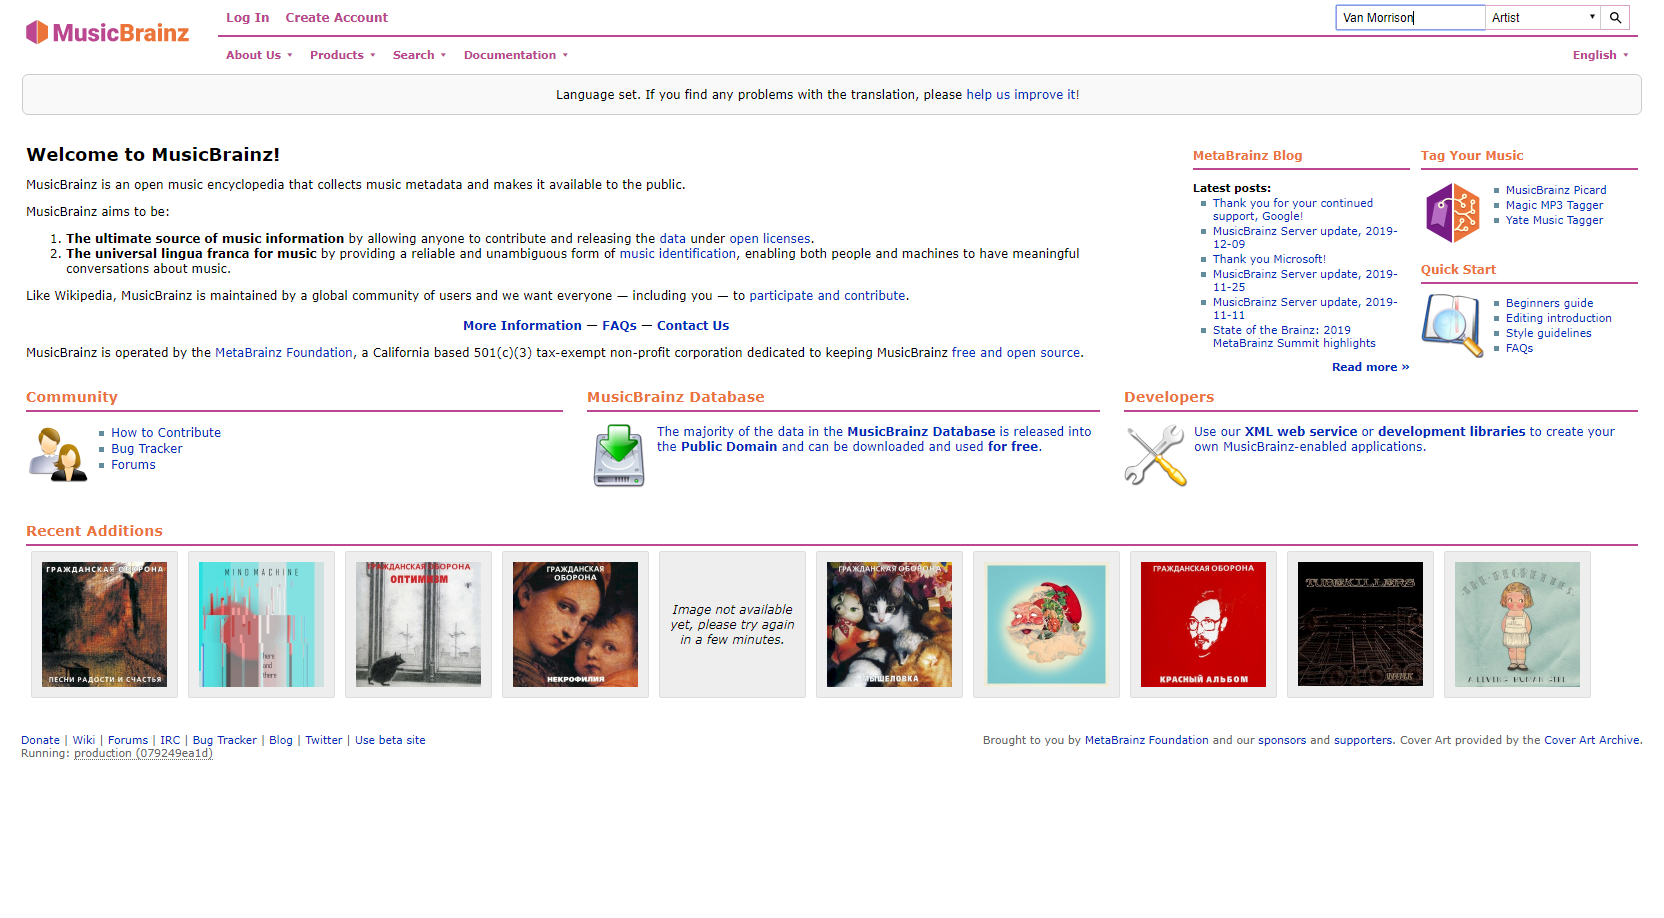 MusicBrainz
Log In Create Account
Van Morrison Artist
About Us Products Search Documentation English
Language set. If you find any problems with the translation, please help us improve it!
Welcome to MusicBrainz!
MusicBrainz is an open music encyclopedia that collects music metadata and makes it available to the public.
MusicBrainz aims to be:
1. The ultimate source of music information by allowing anyone to contribute and releasing the data under open licenses.
2. The universal lingua franca for music by providing a reliable and unambiguous form of music identification, enabling both people and machines to have meaningful
conversations about music.
Like Wikipedia, MusicBrainz is maintained by a global community of users and we want everyone — including you — to participate and contribute.
More Information — FAQs — Contact Us
MusicBrainz is operated by the MetaBrainz Foundation, a California based 501(c)(3) tax-exempt non-profit corporation dedicated to keeping MusicBrainz free and open source.
MetaBrainz Blog
Latest posts:
Thank you for your continued
support, Google!
MusicBrainz Server update, 2019-
12-09
Thank you Microsoft!
MusicBrainz Server update, 2019-
11-25
MusicBrainz Server update, 2019-
11-11
State of the Brainz: 2019
MetaBrainz Summit highlights
Read more »
Tag Your Music
MusicBrainz Picard
Magic MP3 Tagger
Yate Music Tagger
Quick Start
Beginners guide
Editing introduction
Style guidelines
FAQs
Community
How to Contribute
Bug Tracker
Forums
MusicBrainz Database
The majority of the data in the MusicBrainz Database is released into
the Public Domain and can be downloaded and used for free.
Developers
Use our XML web service or development libraries to create your
own MusicBrainz-enabled applications.
Recent Additions
ГРАЖДАНСКАЯ ОБОРОНА
ПЕСНИ РАДОСТИ И СЧАСТЬЯ
MIND MACHINE
here
and
there
ГРАЖДАНСКАЯ ОБОРОНА
ОПТИМИЗМ
ГРАЖДАНСКАЯ
ОБОРОНА
НЕКРОФИЛИЯ
Image not available
yet, please try again
in a few minutes.
ГРАЖДАНСКАЯ ОБОРОНА
МЫШЕЛОВКА
ГРАЖДАНСКАЯ ОБОРОНА
КРАСНЫЙ АЛЬБОМ
TUBEKILLERS
A LIVING HUMAN GIRL
Donate | Wiki | Forums | IRC | Bug Tracker | Blog | Twitter | Use beta site
Running: production (079249ea1d)
Brought to you by MetaBrainz Foundation and our sponsors and supporters. Cover Art provided by the Cover Art Archive.